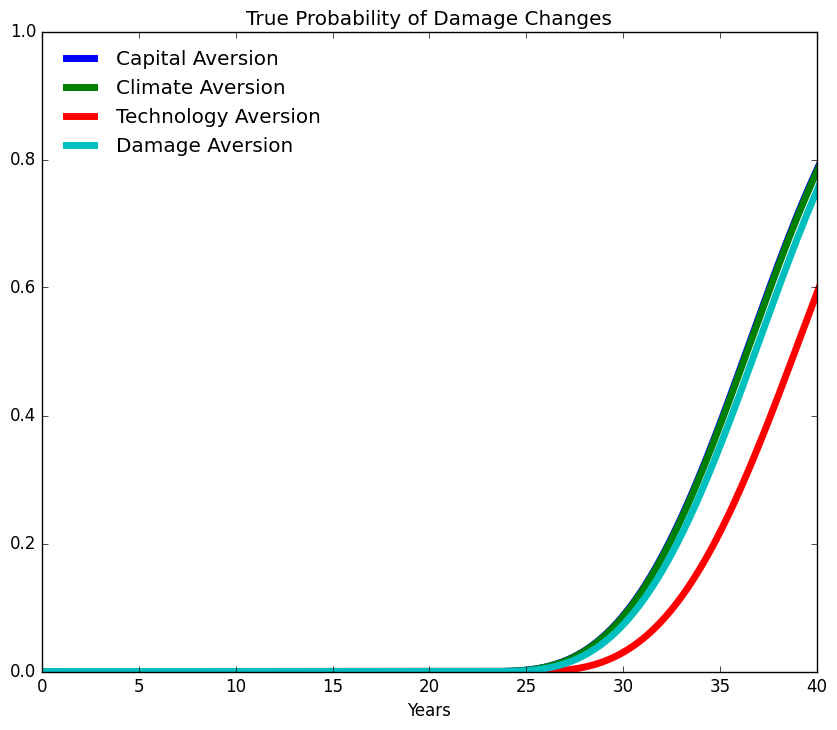 True Probability of Damage Changes
1.0
Capital Aversion
Climate Aversion
Technology Aversion
Damage Aversion
0.8
0.6
0.4
0.2
0.0
0 5 10 15 20 25 30 35 40
Years